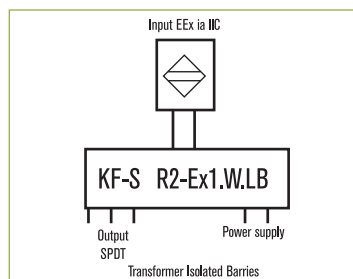 Input EEx ia IIC
KF-S R2-Ex1.W.LB
Output
SPDT
Power supply
Transformer Isolated Barries